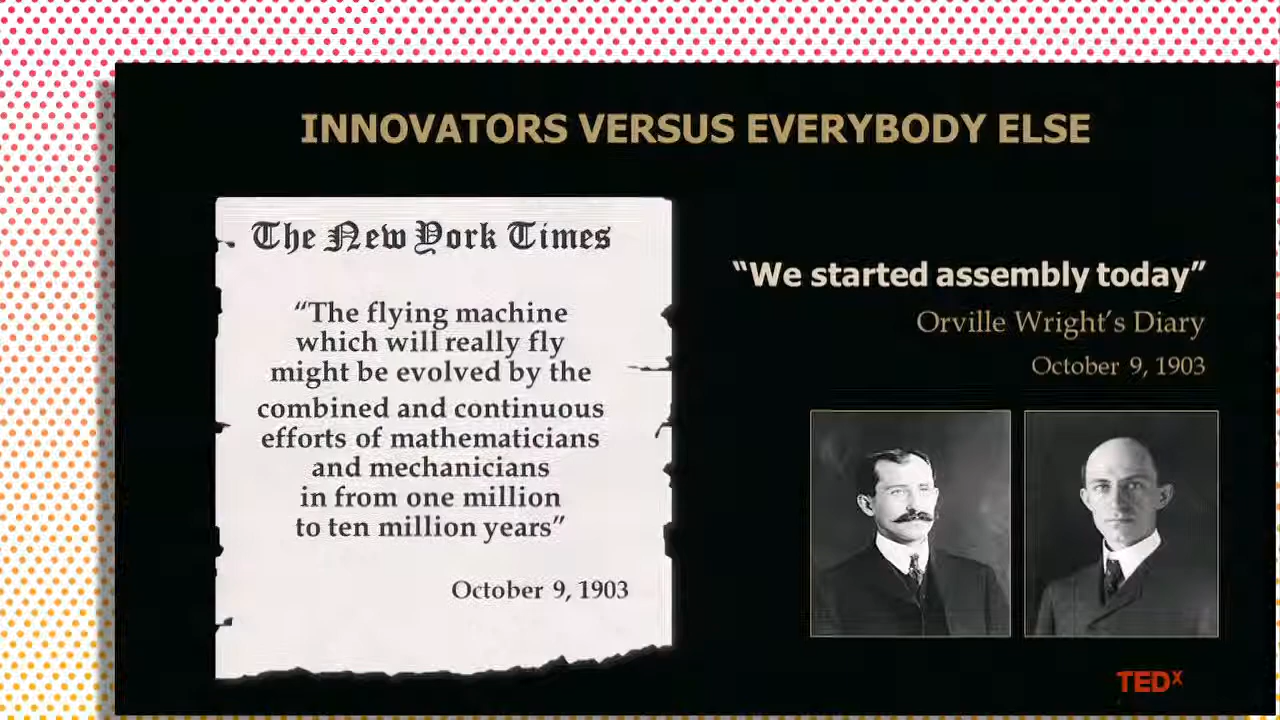 INNOVATORS VERSUS EVERYBODY ELSE
The New York Times
“The flying machine
which will really fly
might be evolved by the
combined and continuous
efforts of mathematicians
and mechanicians
in from one million
to ten million years”
October 9, 1903
“We started assembly today”
Orville Wright’s Diary
October 9, 1903
TEDx